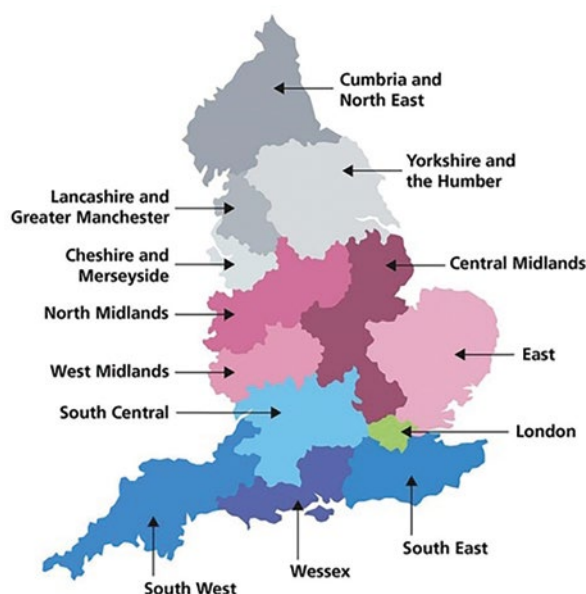 Cumbria and
North East
Yorkshire and
the Humber
Lancashire and
Greater Manchester
Cheshire and
Merseyside
Central Midlands
North Midlands
West Midlands
East
South Central
London
South East
Wessex
South West